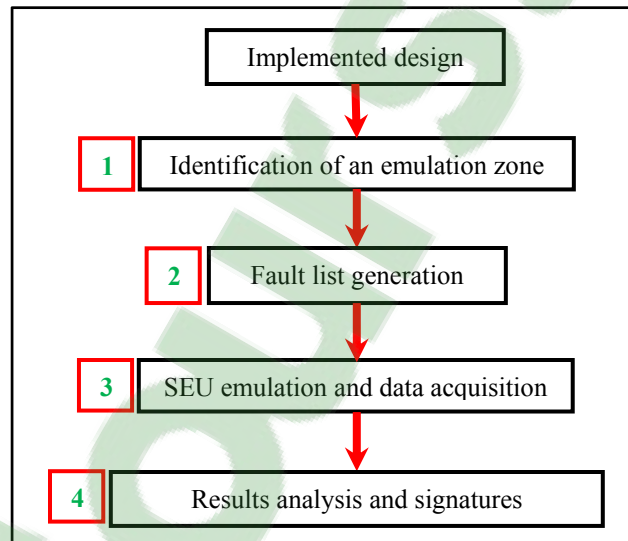 Implemented design
1 Identification of an emulation zone
2 Fault list generation
3 SEU emulation and data acquisition
4 Results analysis and signatures